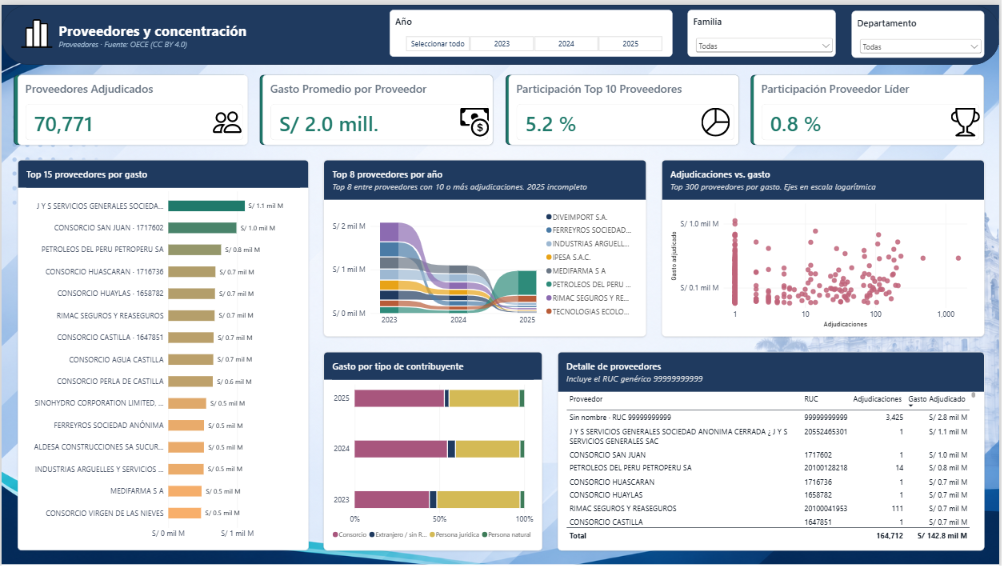 Proveedores y concentración
Proveedores - Fuente: OECE (CC BY 4.0)
Año
Seleccionar todo 2023 2024 2025
Familia
Todas
Departamento
Todas
Proveedores Adjudicados
70,771
Gasto Promedio por Proveedor
S/ 2.0 mill.
Participación Top 10 Proveedores
5.2 %
Participación Proveedor Líder
0.8 %
Top 15 proveedores por gasto
J Y S SERVICIOS GENERALES SOCIEDA... S/ 1.1 mil M
CONSORCIO SAN JUAN - 1717602 S/ 1.0 mil M
PETROLEOS DEL PERU PETROPERU SA S/ 0.8 mil M
CONSORCIO HUASCARAN - 1716736 S/ 0.7 mil M
CONSORCIO HUAYLAS - 1658782 S/ 0.7 mil M
RIMAC SEGUROS Y REASEGUROS S/ 0.7 mil M
CONSORCIO CASTILLA - 1647851 S/ 0.7 mil M
CONSORCIO AGUA CASTILLA S/ 0.7 mil M
CONSORCIO PERLA DE CASTILLA S/ 0.6 mil M
SINOHYDRO CORPORATION LIMITED, ... S/ 0.5 mil M
FERREYROS SOCIEDAD ANÓNIMA S/ 0.5 mil M
ALDESA CONSTRUCCIONES SA SUCUR... S/ 0.5 mil M
INDUSTRIAS ARGUELLES Y SERVICIOS ... S/ 0.5 mil M
MEDIFARMA S A S/ 0.5 mil M
CONSORCIO VIRGEN DE LAS NIEVES S/ 0.5 mil M
S/ 0 mil M S/ 1 mil M
Top 8 proveedores por año
Top 8 entre proveedores con 10 o más adjudicaciones. 2025 incompleto
S/ 2 mil M
S/ 1 mil M
S/ 0 mil M
2023 2024 2025
DIVEIMPORT S.A.
FERREYROS SOCIEDAD...
INDUSTRIAS ARGUELL...
IPESA S.A.C.
MEDIFARMA S A
PETROLEOS DEL PERU ...
RIMAC SEGUROS Y RE...
TECNOLOGIAS ECOLO...
Adjudicaciones vs. gasto
Top 300 proveedores por gasto. Ejes en escala logarítmica
Gasto adjudicado
S/ 1.0 mil M
S/ 0.1 mil M
1 10 100 1.000
Adjudicaciones
Gasto por tipo de contribuyente
2025
2024
2023
0% 50% 100%
Consorcio Extranjero / sin R... Persona jurídica Persona natural
Detalle de proveedores
Incluye el RUC genérico 99999999999
Proveedor RUC Adjudicaciones Gasto Adjudicado
Sin nombre - RUC 99999999999 99999999999 3,425 S/ 2.8 mil M
J Y S SERVICIOS GENERALES SOCIEDAD ANONIMA CERRADA ¿ J Y S 20552465301 1 S/ 1.1 mil M
SERVICIOS GENERALES SAC
CONSORCIO SAN JUAN 1717602 1 S/ 1.0 mil M
PETROLEOS DEL PERU PETROPERU SA 20100128218 14 S/ 0.8 mil M
CONSORCIO HUASCARAN 1716736 1 S/ 0.7 mil M
CONSORCIO HUAYLAS 1658782 1 S/ 0.7 mil M
RIMAC SEGUROS Y REASEGUROS 20100041953 111 S/ 0.7 mil M
CONSORCIO CASTILLA 1647851 1 S/ 0.7 mil M
Total 164,712 S/ 142.8 mil M